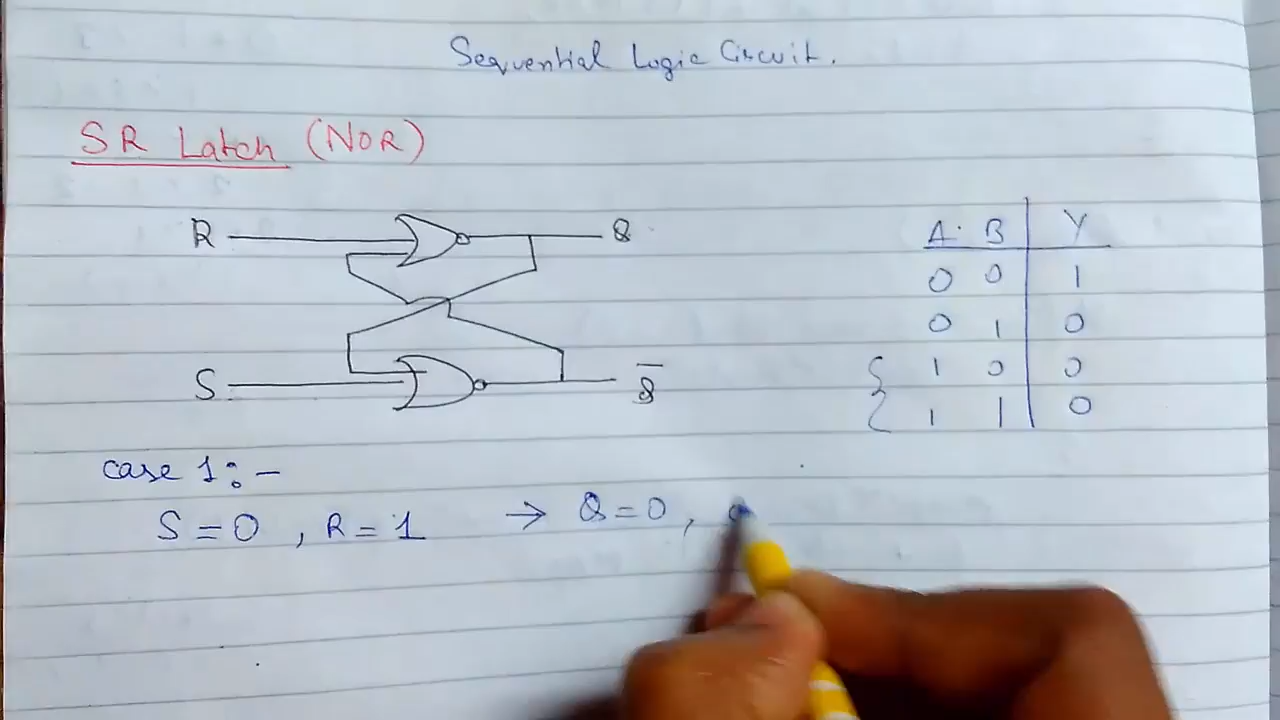 Sequential Logic Circuit.
SR Latch (NOR)
R
Q
S
Q̅
A B Y
0 0 1
0 1 0
1 0 0
1 1 0
case 1:-
S=0, R=1 → Q=0,